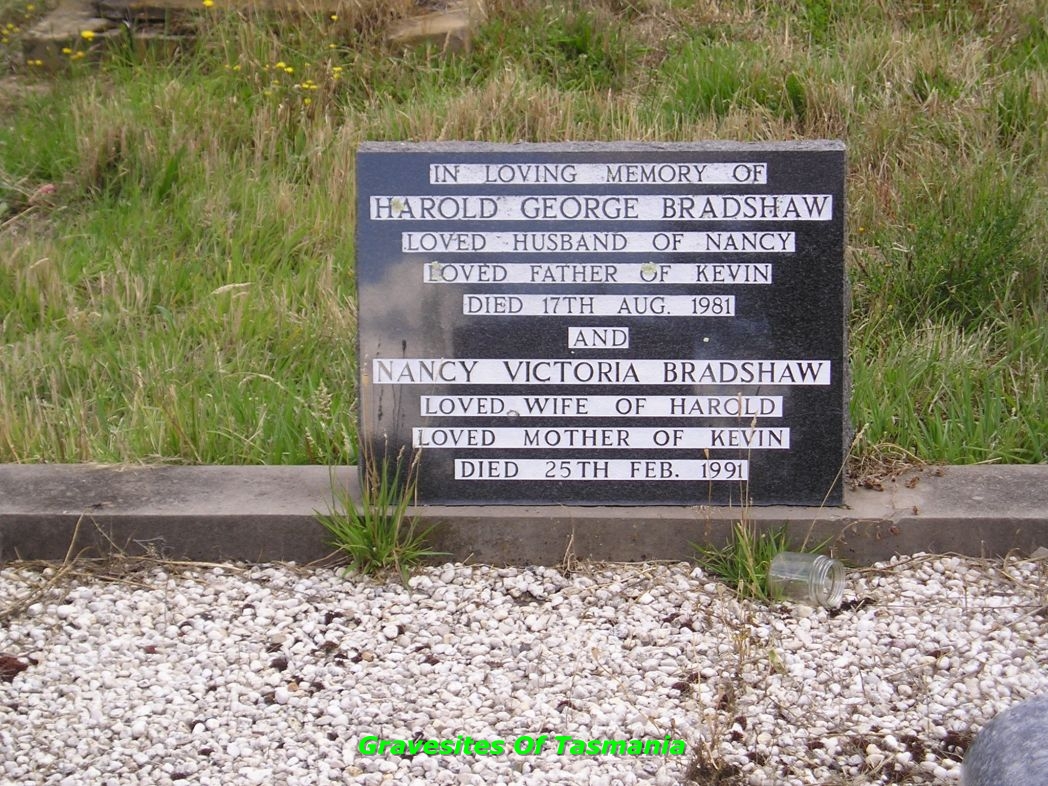 IN LOVING MEMORY OF
HAROLD GEORGE BRADSHAW
LOVED HUSBAND OF NANCY
LOVED FATHER OF KEVIN
DIED 17TH AUG. 1981
AND
NANCY VICTORIA BRADSHAW
LOVED WIFE OF HAROLD
LOVED MOTHER OF KEVIN
DIED 25TH FEB. 1991
Gravesites Of Tasmania